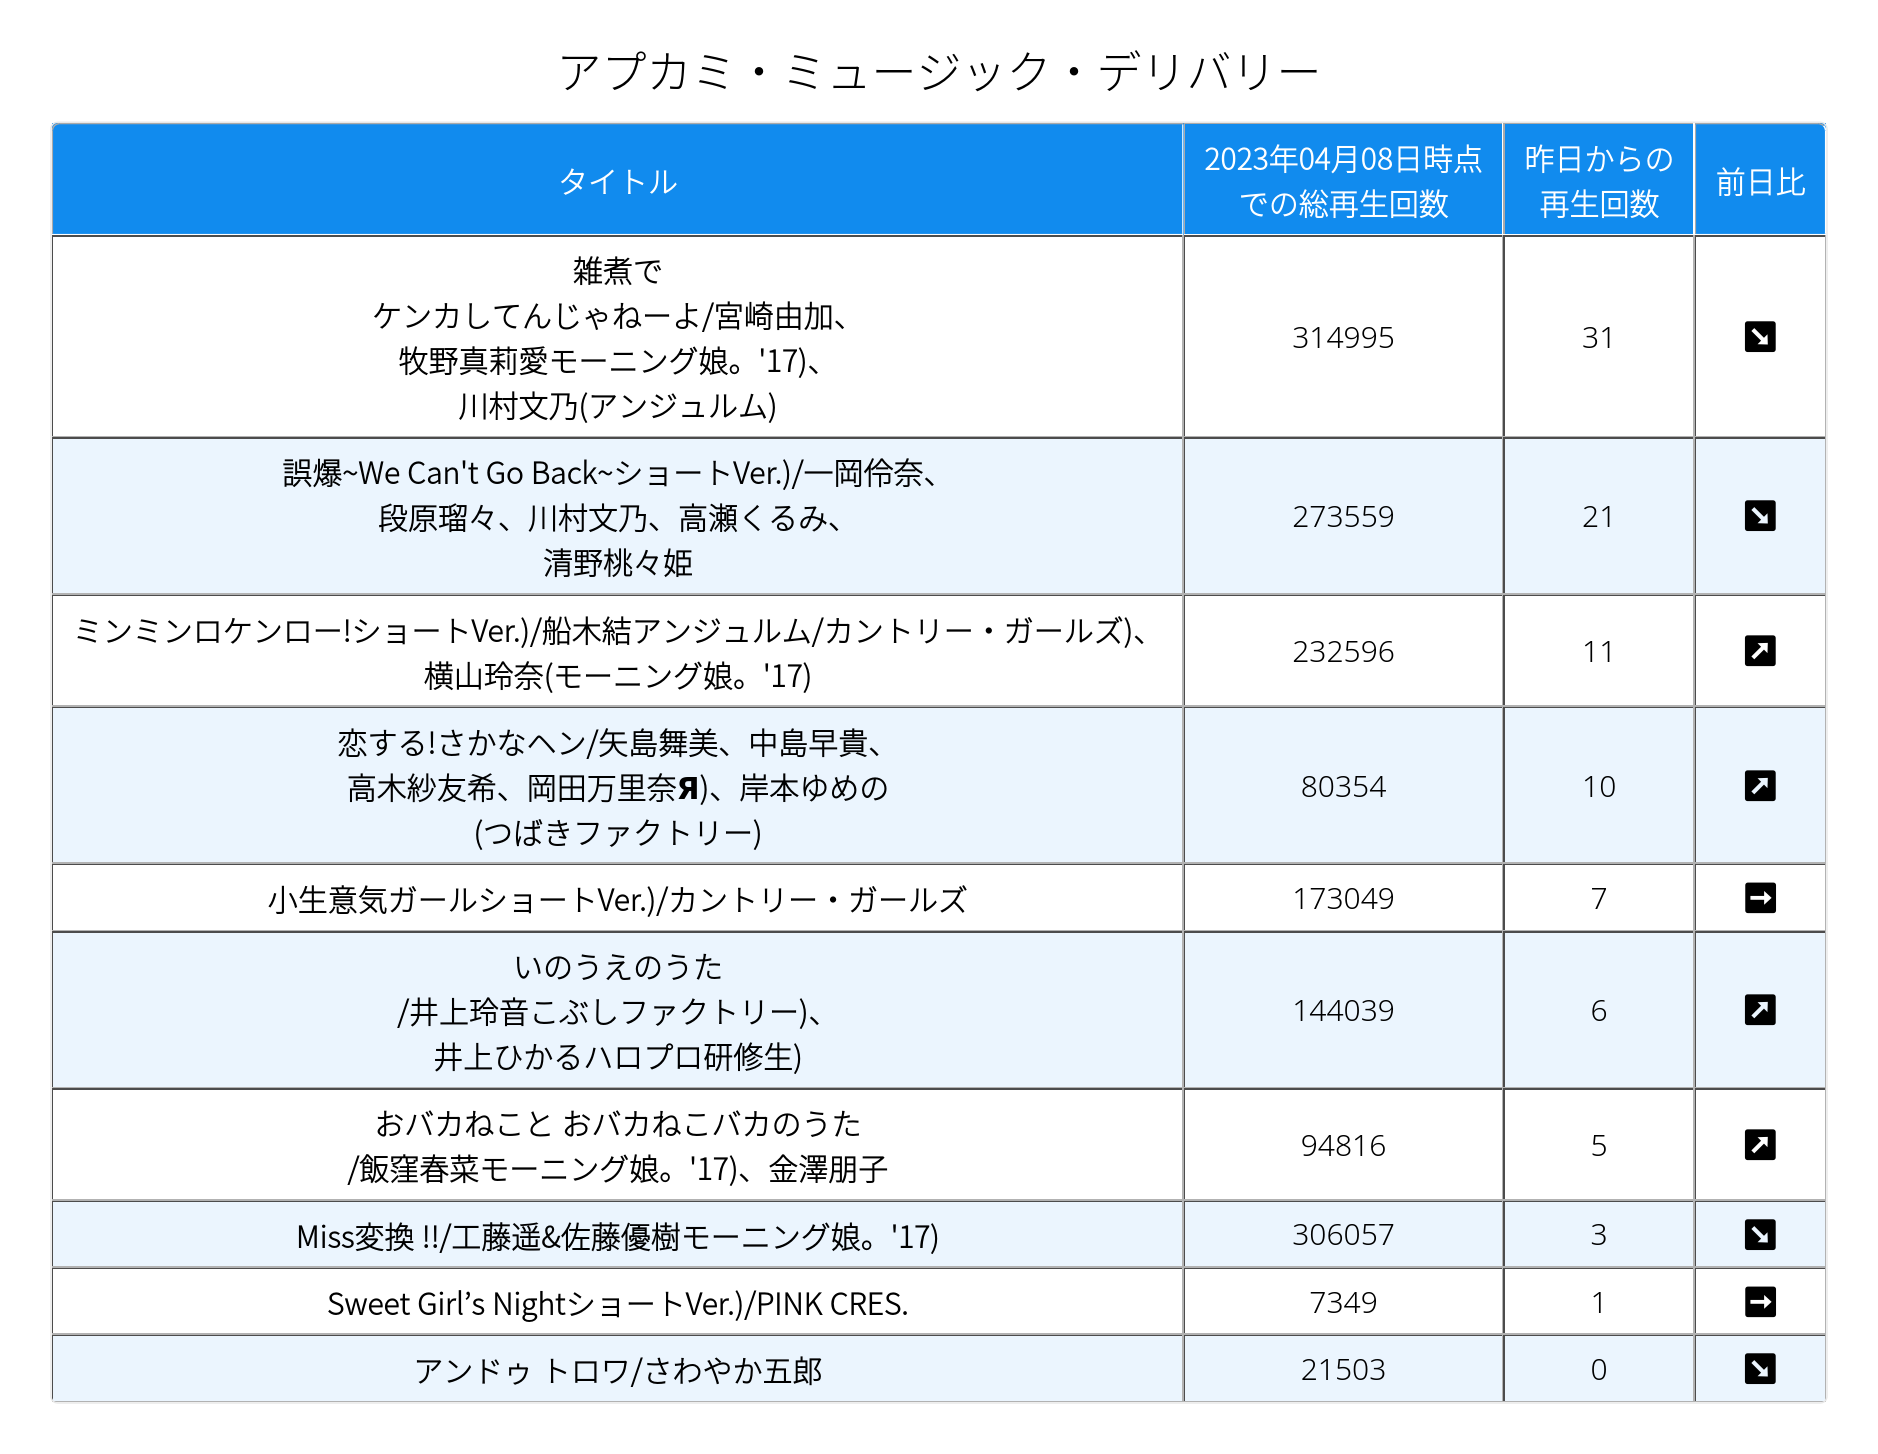 アプカミ・ミュージック・デリバリー
タイトル
2023年04月08日時点
での総再生回数
昨日からの
再生回数
前日比
雑煮で
ケンカしてんじゃねーよ/宮崎由加、
牧野真莉愛モーニング娘。'17)、
川村文乃(アンジュルム)
314995
31
誤爆~We Can't Go Back~ショートVer.)/一岡伶奈、
段原瑠々、川村文乃、高瀬くるみ、
清野桃々姫
273559
21
ミンミンロケンロー!ショートVer.)/船木結アンジュルム/カントリー・ガールズ)、
横山玲奈(モーニング娘。'17)
232596
11
恋する!さかなヘン/矢島舞美、中島早貴、
高木紗友希、岡田万里奈Я)、岸本ゆめの
(つばきファクトリー)
80354
10
小生意気ガールショートVer.)/カントリー・ガールズ
173049
7
いのうえのうた
/井上玲音こぶしファクトリー)、
井上ひかるハロプロ研修生)
144039
6
おバカねこと おバカねこバカのうた
/飯窪春菜モーニング娘。'17)、金澤朋子
94816
5
Miss変換 !!/工藤遥&佐藤優樹モーニング娘。'17)
306057
3
Sweet Girl’s NightショートVer.)/PINK CRES.
7349
1
アンドゥ トロワ/さわやか五郎
21503
0